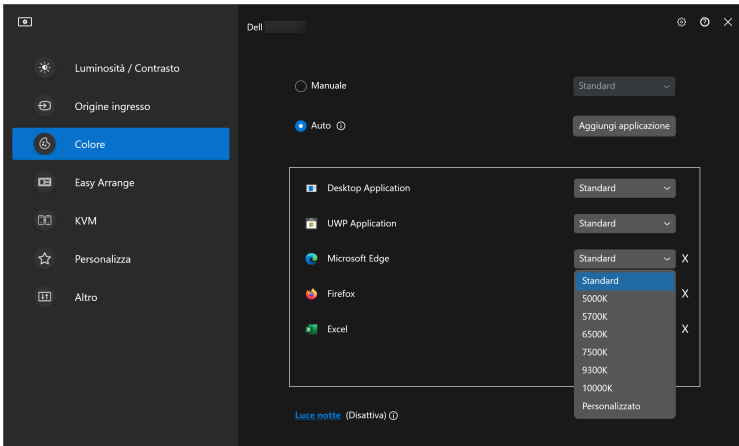 Dell
Luminosità / Contrasto
Origine ingresso
Colore
Easy Arrange
KVM
Personalizza
Altro
Manuale
Standard
Auto
Aggiungi applicazione
Desktop Application
Standard
UWP Application
Standard
Microsoft Edge
Standard
X
Firefox
X
Excel
X
Standard
5000K
5700K
6500K
7500K
9300K
10000K
Personalizzato
Luce notte (Disattiva)